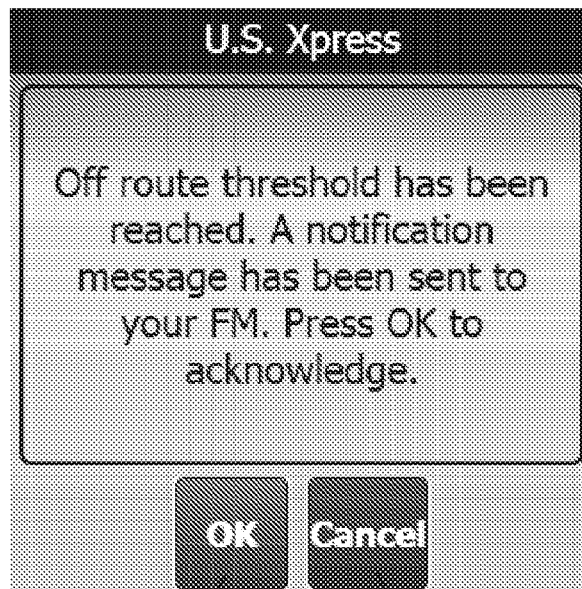 U.S. Xpress
Off route threshold has been
reached. A notification
message has been sent to
your FM. Press OK to
acknowledge.
OK Cancel